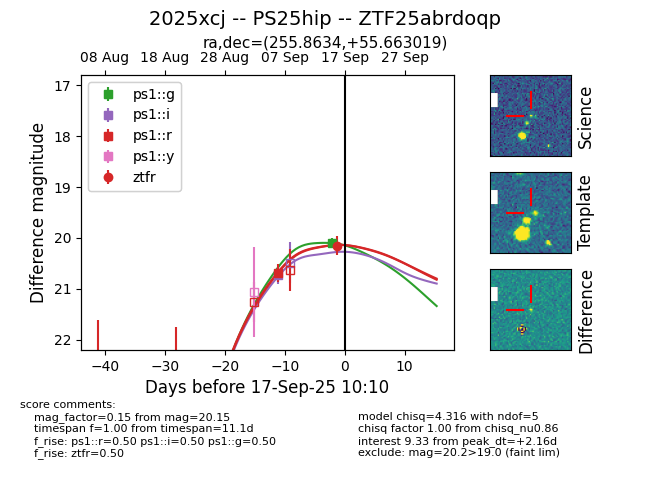 2025xcj -- PS25hip -- ZTF25abrdoqp
ra,dec=(255.8634,+55.663019)
08 Aug 18 Aug 28 Aug 07 Sep 17 Sep 27 Sep
17
18
19
20
21
22
Difference magnitude
ps1::g
ps1::i
ps1::r
ps1::y
ztfr
−40 −30 −20 −10 0 10
Days before 17-Sep-25 10:10
Science
Template
Difference
score comments:
mag_factor=0.15 from mag=20.15
timespan f=1.00 from timespan=11.1d
f_rise: ps1::r=0.50 ps1::i=0.50 ps1::g=0.50
f_rise: ztfr=0.50
model chisq=4.316 with ndof=5
chisq factor 1.00 from chisq_nu0.86
interest 9.33 from peak_dt=+2.16d
exclude: mag=20.2>19.0 (faint lim)